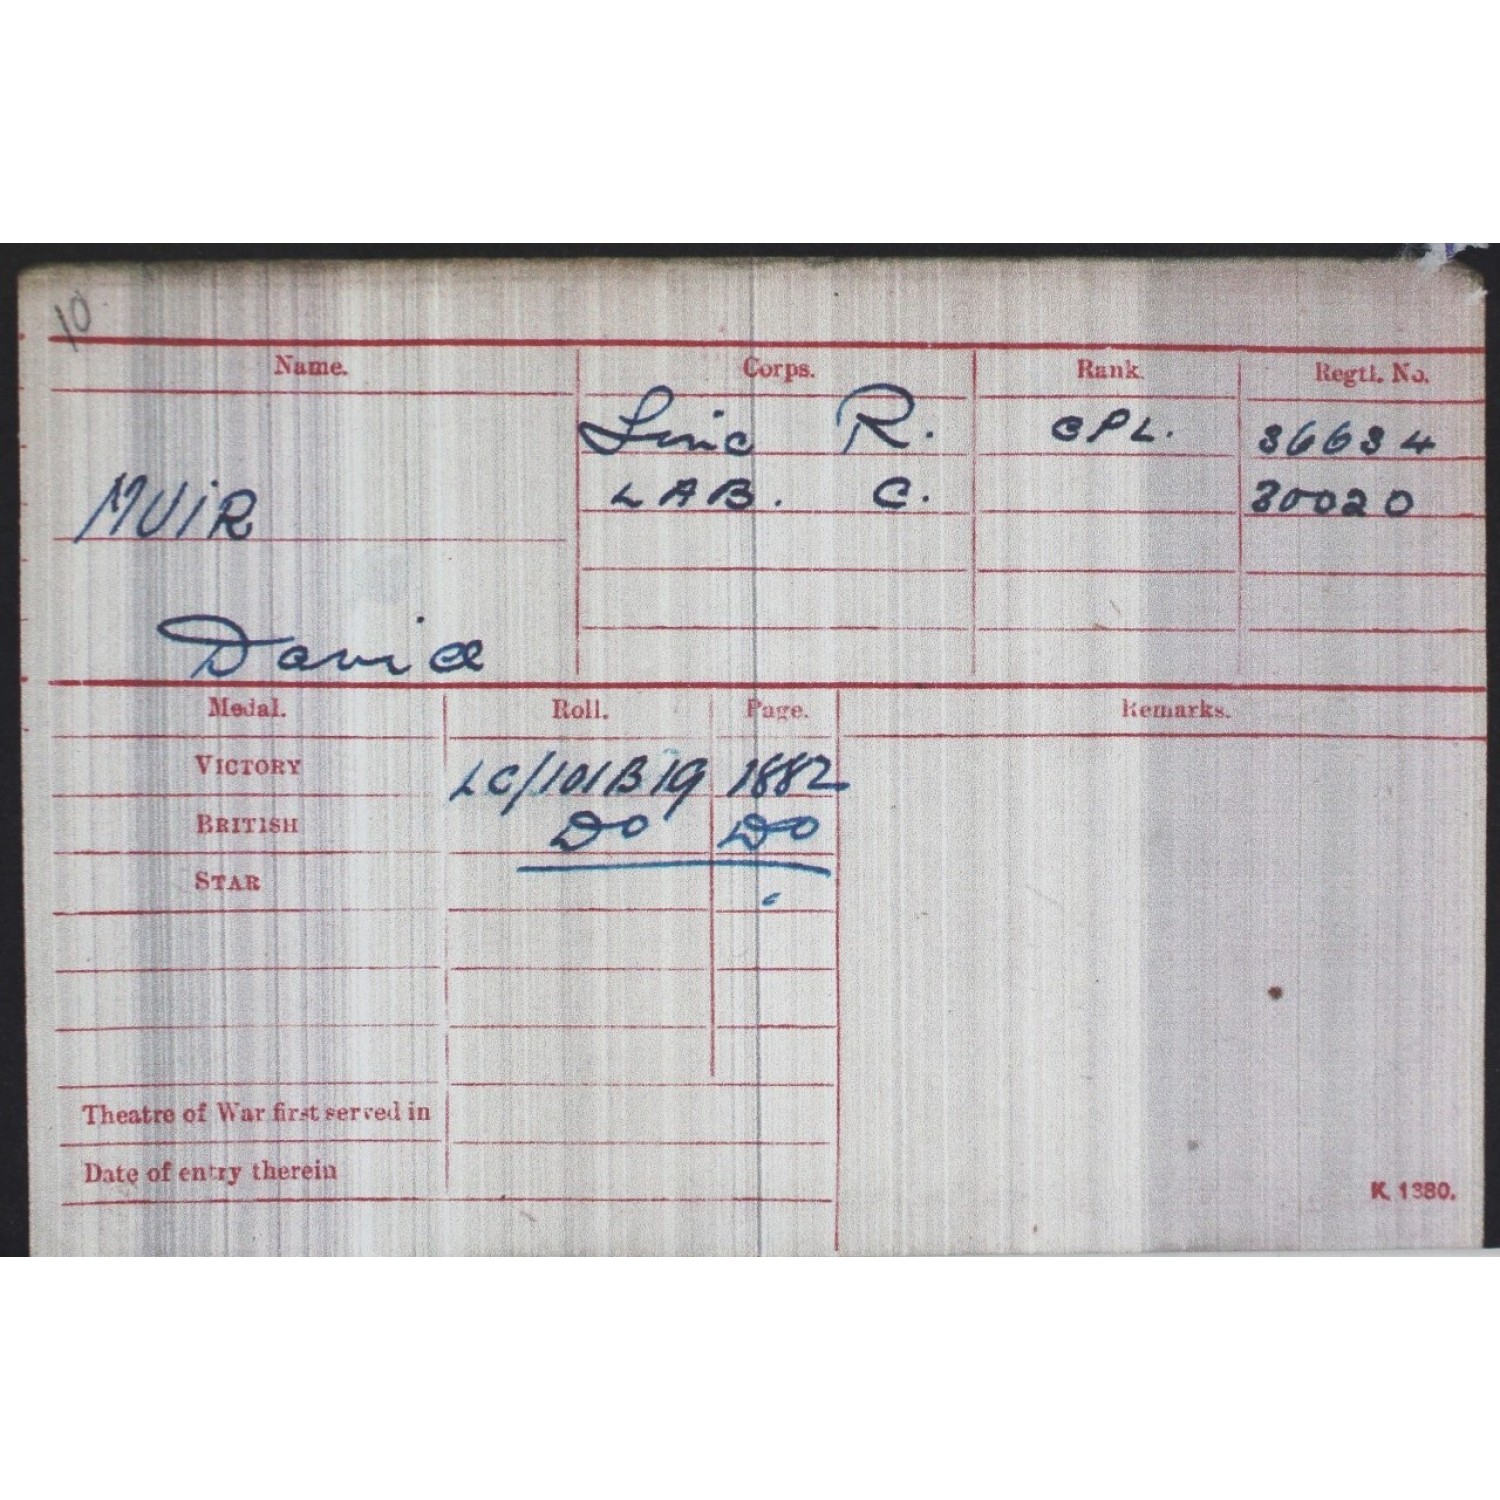 10
Name. Corps. Rank. Regtl. No.
Linc R. CPL. 36634
MUIR LAB. C. 30020
David
Medal. Roll. Page. Remarks.
VICTORY LC/101B19 1882
BRITISH DO DO
STAR
Theatre of War first served in
Date of entry therein
K. 1380.